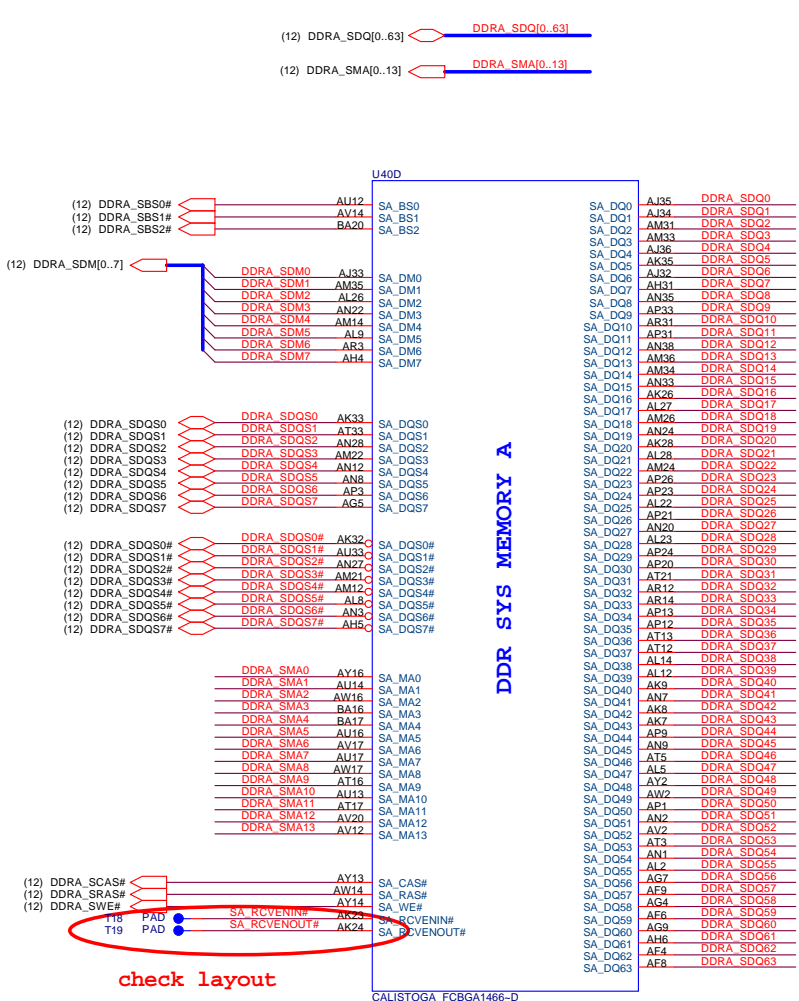 (12) DDRA_SDQ[0..63] DDRA_SDQ[0..63]
(12) DDRA_SMA[0..13] DDRA_SMA[0..13]
U40D
(12) DDRA_SBS0# AU12 SA_BS0
(12) DDRA_SBS1# AV14 SA_BS1
(12) DDRA_SBS2# BA20 SA_BS2
(12) DDRA_SDM[0..7]
DDRA_SDM0 AJ33 SA_DM0
DDRA_SDM1 AM35 SA_DM1
DDRA_SDM2 AL26 SA_DM2
DDRA_SDM3 AN22 SA_DM3
DDRA_SDM4 AM14 SA_DM4
DDRA_SDM5 AL9 SA_DM5
DDRA_SDM6 AR3 SA_DM6
DDRA_SDM7 AH4 SA_DM7
(12) DDRA_SDQS0 DDRA_SDQS0 AK33 SA_DQS0
(12) DDRA_SDQS1 DDRA_SDQS1 AT33 SA_DQS1
(12) DDRA_SDQS2 DDRA_SDQS2 AN28 SA_DQS2
(12) DDRA_SDQS3 DDRA_SDQS3 AM22 SA_DQS3
(12) DDRA_SDQS4 DDRA_SDQS4 AN12 SA_DQS4
(12) DDRA_SDQS5 DDRA_SDQS5 AN8 SA_DQS5
(12) DDRA_SDQS6 DDRA_SDQS6 AP3 SA_DQS6
(12) DDRA_SDQS7 DDRA_SDQS7 AG5 SA_DQS7
(12) DDRA_SDQS0# DDRA_SDQS0# AK32 SA_DQS0#
(12) DDRA_SDQS1# DDRA_SDQS1# AU33 SA_DQS1#
(12) DDRA_SDQS2# DDRA_SDQS2# AN27 SA_DQS2#
(12) DDRA_SDQS3# DDRA_SDQS3# AM21 SA_DQS3#
(12) DDRA_SDQS4# DDRA_SDQS4# AM12 SA_DQS4#
(12) DDRA_SDQS5# DDRA_SDQS5# AL8 SA_DQS5#
(12) DDRA_SDQS6# DDRA_SDQS6# AN3 SA_DQS6#
(12) DDRA_SDQS7# DDRA_SDQS7# AH5 SA_DQS7#
DDRA_SMA0 AY16 SA_MA0
DDRA_SMA1 AU14 SA_MA1
DDRA_SMA2 AW16 SA_MA2
DDRA_SMA3 BA16 SA_MA3
DDRA_SMA4 BA17 SA_MA4
DDRA_SMA5 AU16 SA_MA5
DDRA_SMA6 AV17 SA_MA6
DDRA_SMA7 AU17 SA_MA7
DDRA_SMA8 AW17 SA_MA8
DDRA_SMA9 AT16 SA_MA9
DDRA_SMA10 AU13 SA_MA10
DDRA_SMA11 AT17 SA_MA11
DDRA_SMA12 AV20 SA_MA12
DDRA_SMA13 AV12 SA_MA13
(12) DDRA_SCAS# AY13 SA_CAS#
(12) DDRA_SRAS# AW14 SA_RAS#
(12) DDRA_SWE# AY14 SA_WE#
T18 PAD SA_RCVENIN# AK23 SA_RCVENIN#
T19 PAD SA_RCVENOUT# AK24 SA_RCVENOUT#
check layout
DDR SYS MEMORY A
SA_DQ0 AJ35 DDRA_SDQ0
SA_DQ1 AJ34 DDRA_SDQ1
SA_DQ2 AM31 DDRA_SDQ2
SA_DQ3 AM33 DDRA_SDQ3
SA_DQ4 AJ36 DDRA_SDQ4
SA_DQ5 AK35 DDRA_SDQ5
SA_DQ6 AJ32 DDRA_SDQ6
SA_DQ7 AH31 DDRA_SDQ7
SA_DQ8 AN35 DDRA_SDQ8
SA_DQ9 AP33 DDRA_SDQ9
SA_DQ10 AR31 DDRA_SDQ10
SA_DQ11 AP31 DDRA_SDQ11
SA_DQ12 AN38 DDRA_SDQ12
SA_DQ13 AM36 DDRA_SDQ13
SA_DQ14 AM34 DDRA_SDQ14
SA_DQ15 AN33 DDRA_SDQ15
SA_DQ16 AK26 DDRA_SDQ16
SA_DQ17 AL27 DDRA_SDQ17
SA_DQ18 AM26 DDRA_SDQ18
SA_DQ19 AN24 DDRA_SDQ19
SA_DQ20 AK28 DDRA_SDQ20
SA_DQ21 AL28 DDRA_SDQ21
SA_DQ22 AM24 DDRA_SDQ22
SA_DQ23 AP26 DDRA_SDQ23
SA_DQ24 AP23 DDRA_SDQ24
SA_DQ25 AL22 DDRA_SDQ25
SA_DQ26 AP21 DDRA_SDQ26
SA_DQ27 AN20 DDRA_SDQ27
SA_DQ28 AL23 DDRA_SDQ28
SA_DQ29 AP24 DDRA_SDQ29
SA_DQ30 AP20 DDRA_SDQ30
SA_DQ31 AT21 DDRA_SDQ31
SA_DQ32 AR12 DDRA_SDQ32
SA_DQ33 AR14 DDRA_SDQ33
SA_DQ34 AP13 DDRA_SDQ34
SA_DQ35 AP12 DDRA_SDQ35
SA_DQ36 AT13 DDRA_SDQ36
SA_DQ37 AT12 DDRA_SDQ37
SA_DQ38 AL14 DDRA_SDQ38
SA_DQ39 AL12 DDRA_SDQ39
SA_DQ40 AK9 DDRA_SDQ40
SA_DQ41 AN7 DDRA_SDQ41
SA_DQ42 AK8 DDRA_SDQ42
SA_DQ43 AK7 DDRA_SDQ43
SA_DQ44 AP9 DDRA_SDQ44
SA_DQ45 AN9 DDRA_SDQ45
SA_DQ46 AT5 DDRA_SDQ46
SA_DQ47 AL5 DDRA_SDQ47
SA_DQ48 AY2 DDRA_SDQ48
SA_DQ49 AW2 DDRA_SDQ49
SA_DQ50 AP1 DDRA_SDQ50
SA_DQ51 AN2 DDRA_SDQ51
SA_DQ52 AV2 DDRA_SDQ52
SA_DQ53 AT3 DDRA_SDQ53
SA_DQ54 AN1 DDRA_SDQ54
SA_DQ55 AL2 DDRA_SDQ55
SA_DQ56 AG7 DDRA_SDQ56
SA_DQ57 AF9 DDRA_SDQ57
SA_DQ58 AG4 DDRA_SDQ58
SA_DQ59 AF6 DDRA_SDQ59
SA_DQ60 AG9 DDRA_SDQ60
SA_DQ61 AH6 DDRA_SDQ61
SA_DQ62 AF4 DDRA_SDQ62
SA_DQ63 AF8 DDRA_SDQ63
CALISTOGA_FCBGA1466~D